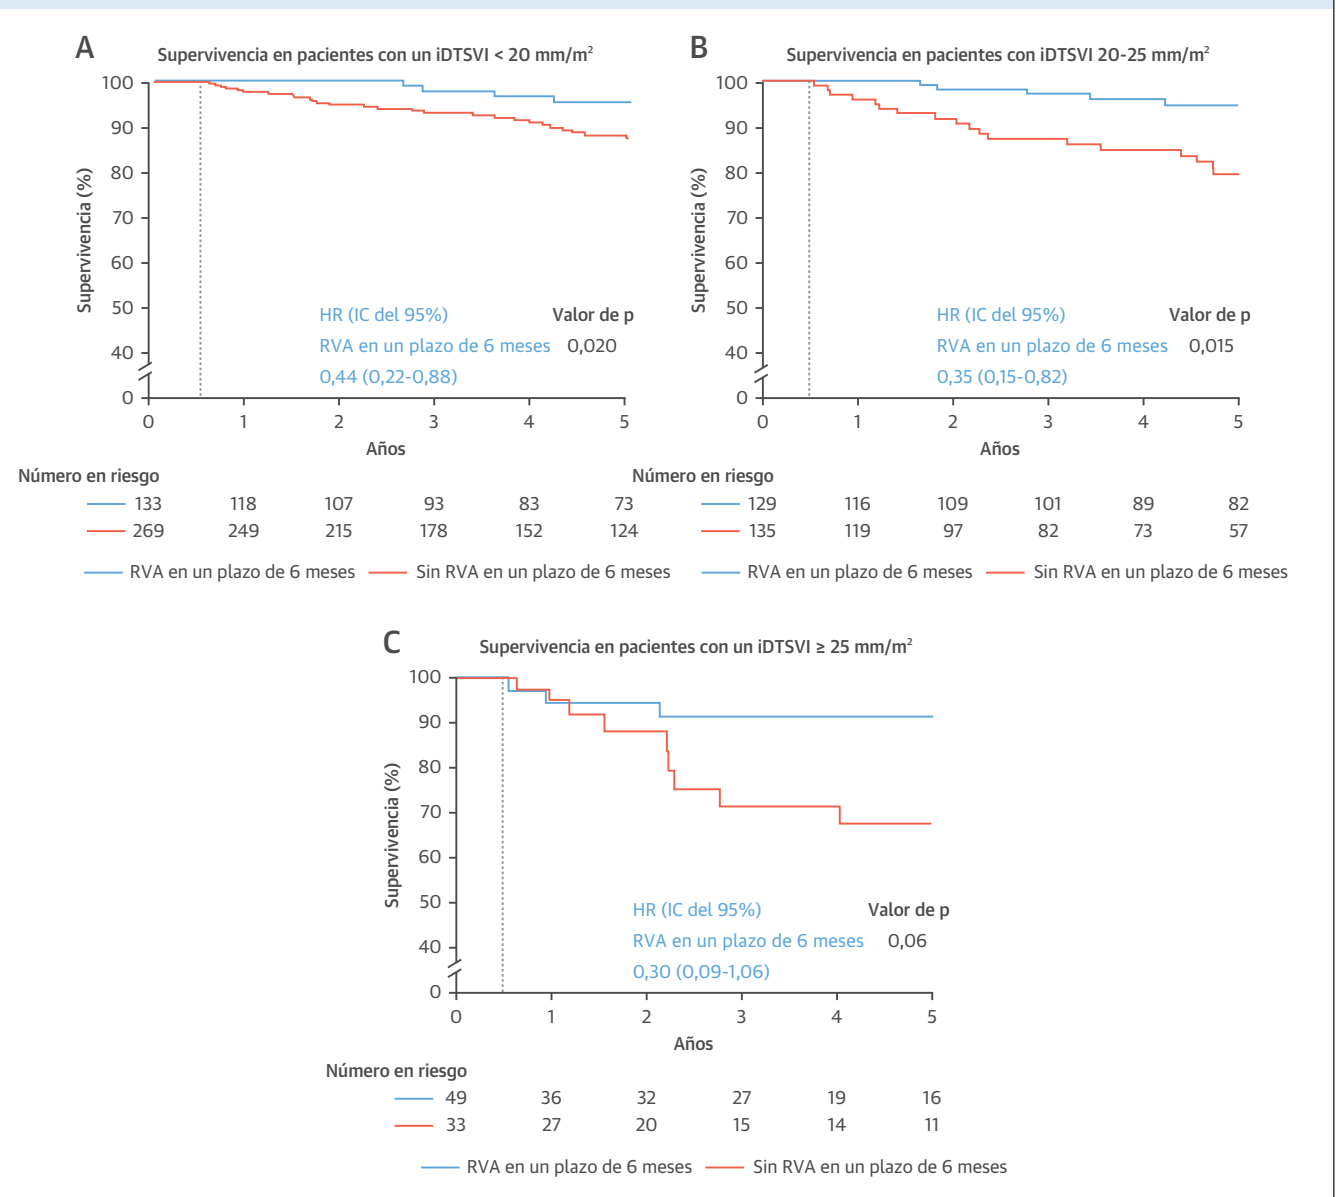 A
Supervivencia en pacientes con un iDTSVI < 20 mm/m²
Supervivencia (%)
100
90
80
70
60
50
40
0
HR (IC del 95%) Valor de p
RVA en un plazo de 6 meses 0,020
0,44 (0,22-0,88)
0 1 2 3 4 5
Años
Número en riesgo
133 118 107 93 83 73
269 249 215 178 152 124
RVA en un plazo de 6 meses Sin RVA en un plazo de 6 meses
B
Supervivencia en pacientes con iDTSVI 20-25 mm/m²
Supervivencia (%)
100
90
80
70
60
50
40
0
HR (IC del 95%) Valor de p
RVA en un plazo de 6 meses 0,015
0,35 (0,15-0,82)
0 1 2 3 4 5
Años
Número en riesgo
129 116 109 101 89 82
135 119 97 82 73 57
RVA en un plazo de 6 meses Sin RVA en un plazo de 6 meses
C
Supervivencia en pacientes con un iDTSVI ≥ 25 mm/m²
Supervivencia (%)
100
90
80
70
60
50
40
0
HR (IC del 95%) Valor de p
RVA en un plazo de 6 meses 0,06
0,30 (0,09-1,06)
0 1 2 3 4 5
Años
Número en riesgo
49 36 32 27 19 16
33 27 20 15 14 11
RVA en un plazo de 6 meses Sin RVA en un plazo de 6 meses